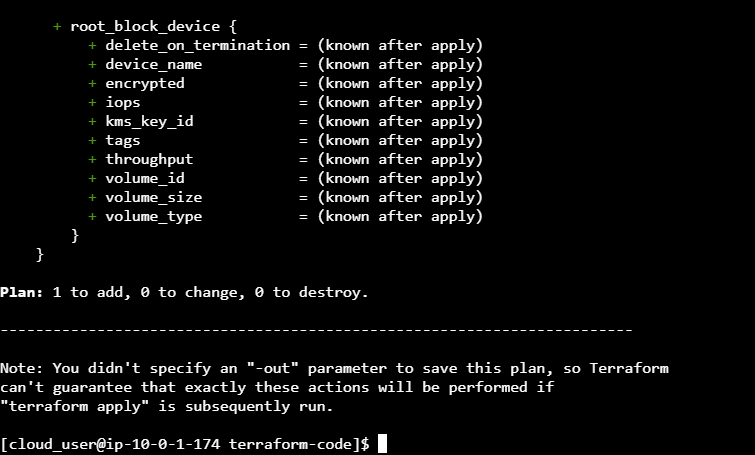 + root_block_device {
+ delete_on_termination = (known after apply)
+ device_name           = (known after apply)
+ encrypted             = (known after apply)
+ iops                  = (known after apply)
+ kms_key_id            = (known after apply)
+ tags                  = (known after apply)
+ throughput            = (known after apply)
+ volume_id             = (known after apply)
+ volume_size           = (known after apply)
+ volume_type           = (known after apply)
}
}
Plan: 1 to add, 0 to change, 0 to destroy.
------------------------------------------------------------------------
Note: You didn't specify an "-out" parameter to save this plan, so Terraform
can't guarantee that exactly these actions will be performed if
"terraform apply" is subsequently run.
[cloud_user@ip-10-0-1-174 terraform-code]$